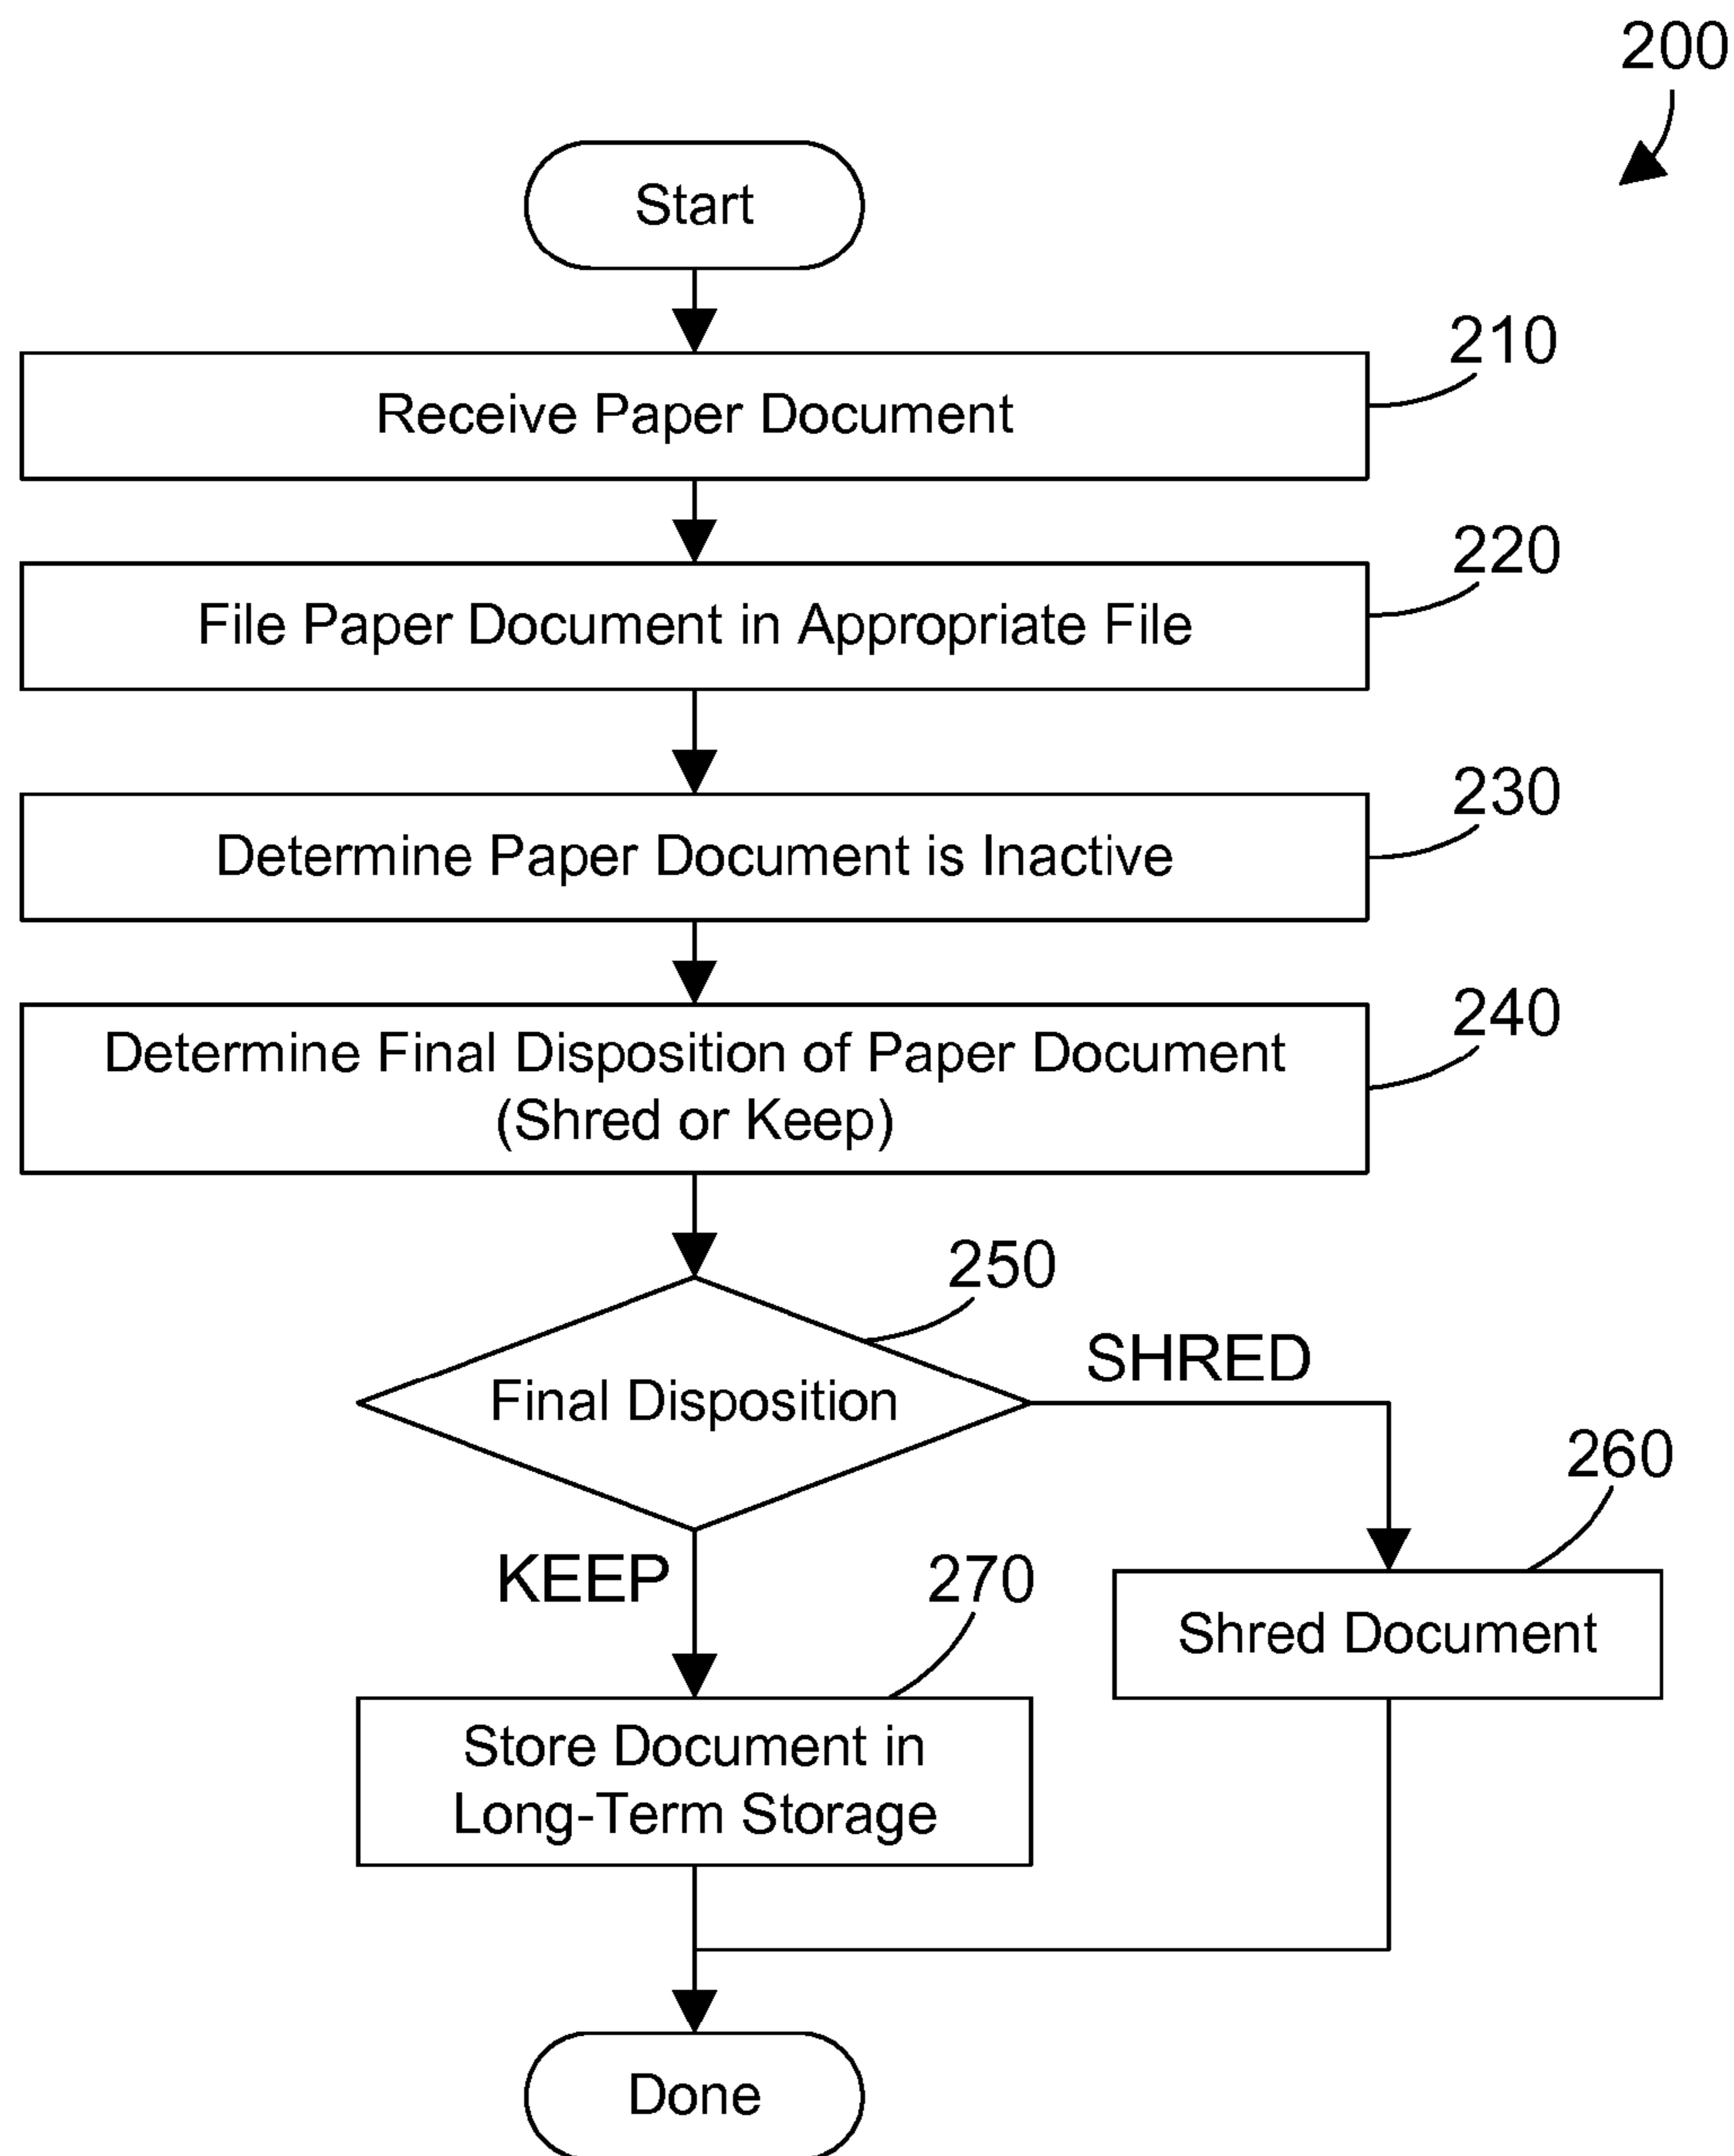 200
Start
210
Receive Paper Document
220
File Paper Document in Appropriate File
230
Determine Paper Document is Inactive
240
Determine Final Disposition of Paper Document
(Shred or Keep)
250
Final Disposition
SHRED
260
Shred Document
KEEP
270
Store Document in
Long-Term Storage
Done